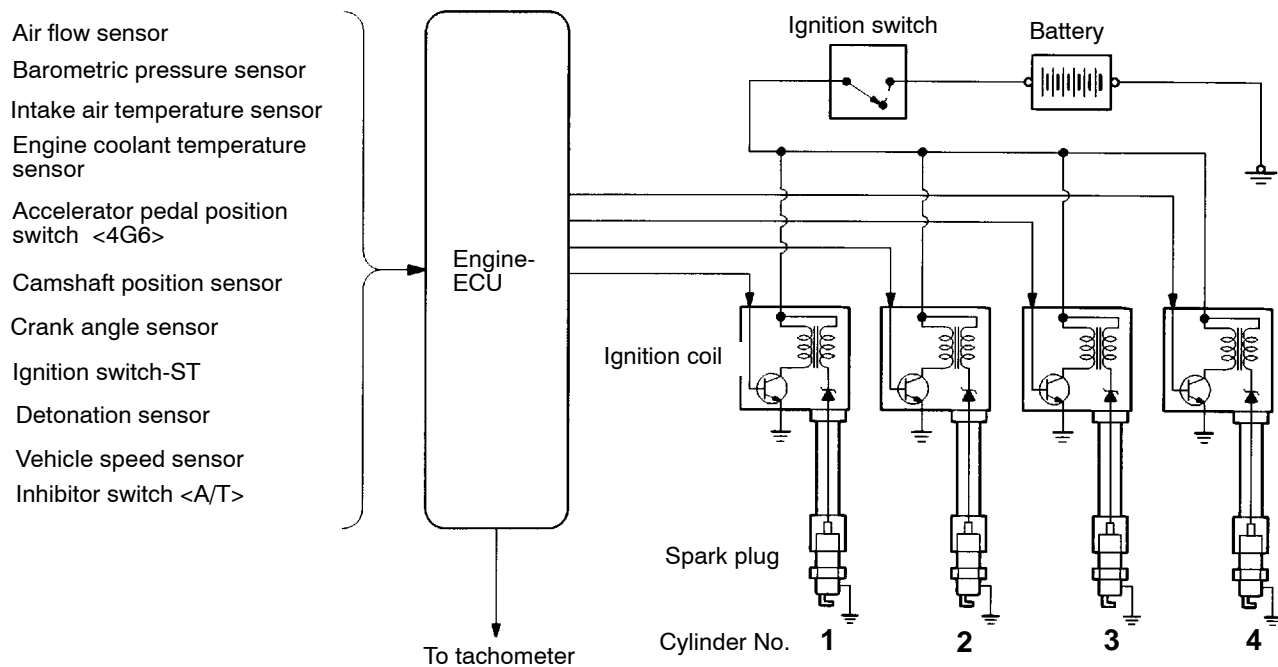 Air flow sensor
Barometric pressure sensor
Intake air temperature sensor
Engine coolant temperature
sensor
Accelerator pedal position
switch <4G6>
Camshaft position sensor
Crank angle sensor
Ignition switch-ST
Detonation sensor
Vehicle speed sensor
Inhibitor switch <A/T>
Engine-
ECU
To tachometer
Ignition switch
Battery
Ignition coil
Spark plug
Cylinder No. 1 2 3 4